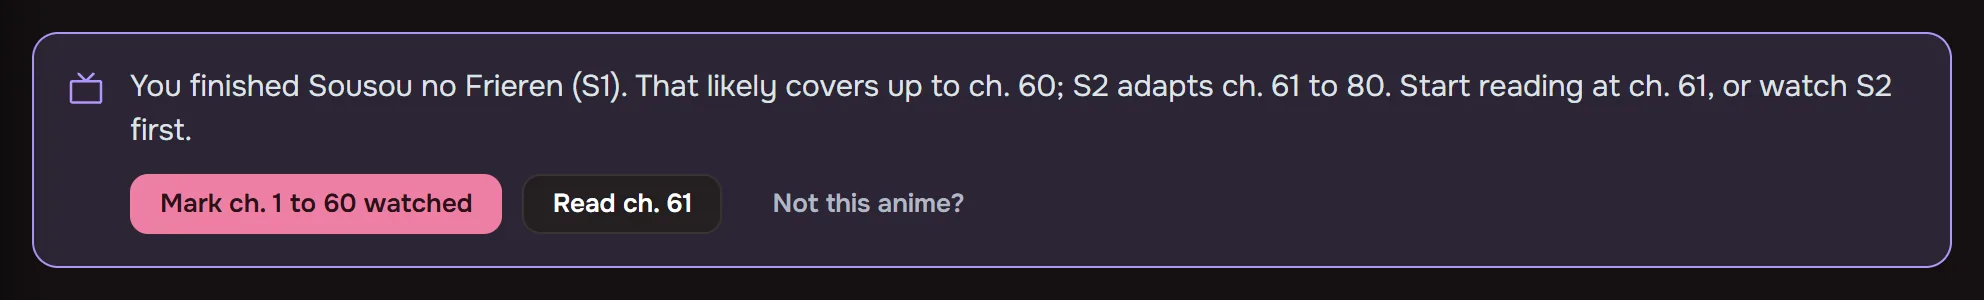 You finished Sousou no Frieren (S1). That likely covers up to ch. 60; S2 adapts ch. 61 to 80. Start reading at ch. 61, or watch S2
first.
Mark ch. 1 to 60 watched
Read ch. 61
Not this anime?